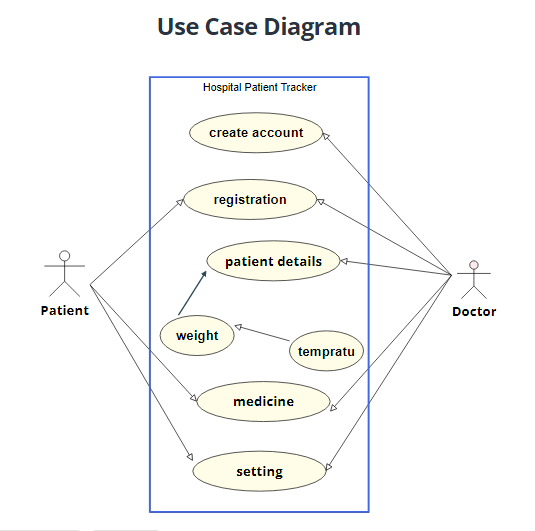 Use Case Diagram
Hospital Patient Tracker
create account
registration
patient details
Patient
Doctor
weight
tempratu
medicine
setting